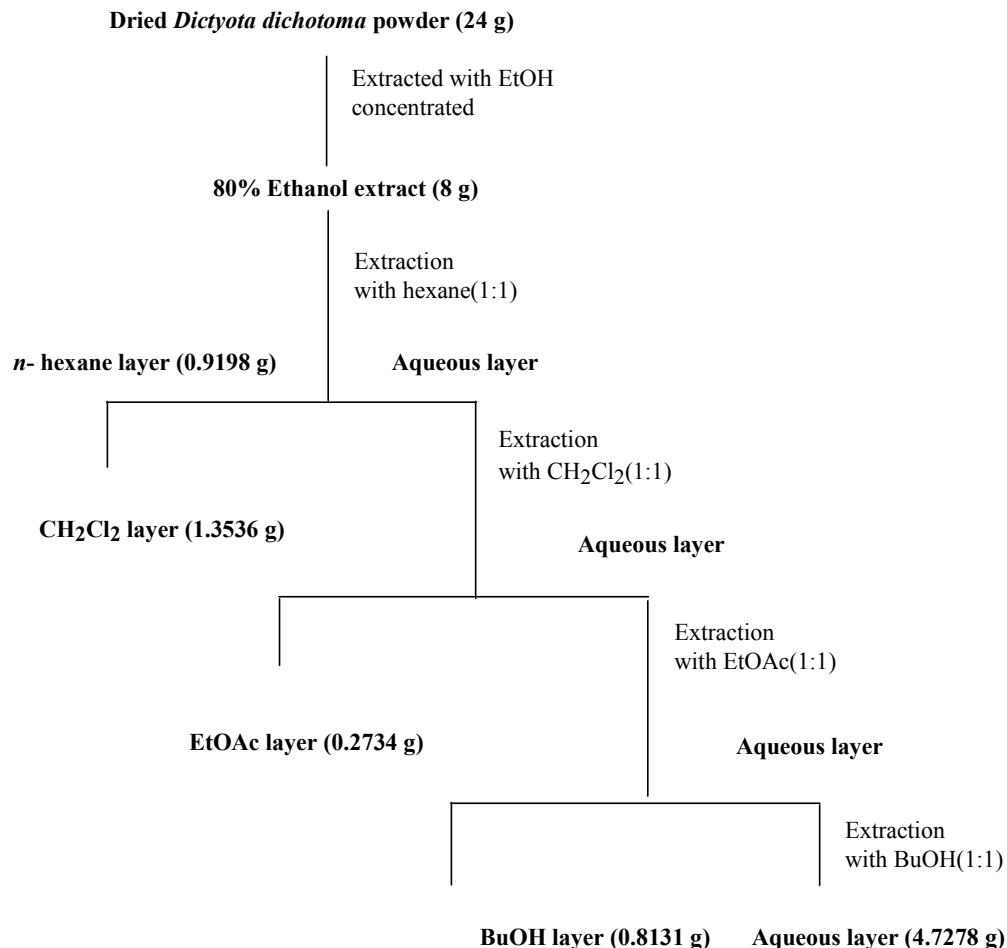 Dried Dictyota dichotoma powder (24 g)
Extracted with EtOH
concentrated
80% Ethanol extract (8 g)
Extraction
with hexane(1:1)
n- hexane layer (0.9198 g)
Aqueous layer
Extraction
with CH₂Cl₂(1:1)
CH₂Cl₂ layer (1.3536 g)
Aqueous layer
Extraction
with EtOAc(1:1)
EtOAc layer (0.2734 g)
Aqueous layer
Extraction
with BuOH(1:1)
BuOH layer (0.8131 g)
Aqueous layer (4.7278 g)